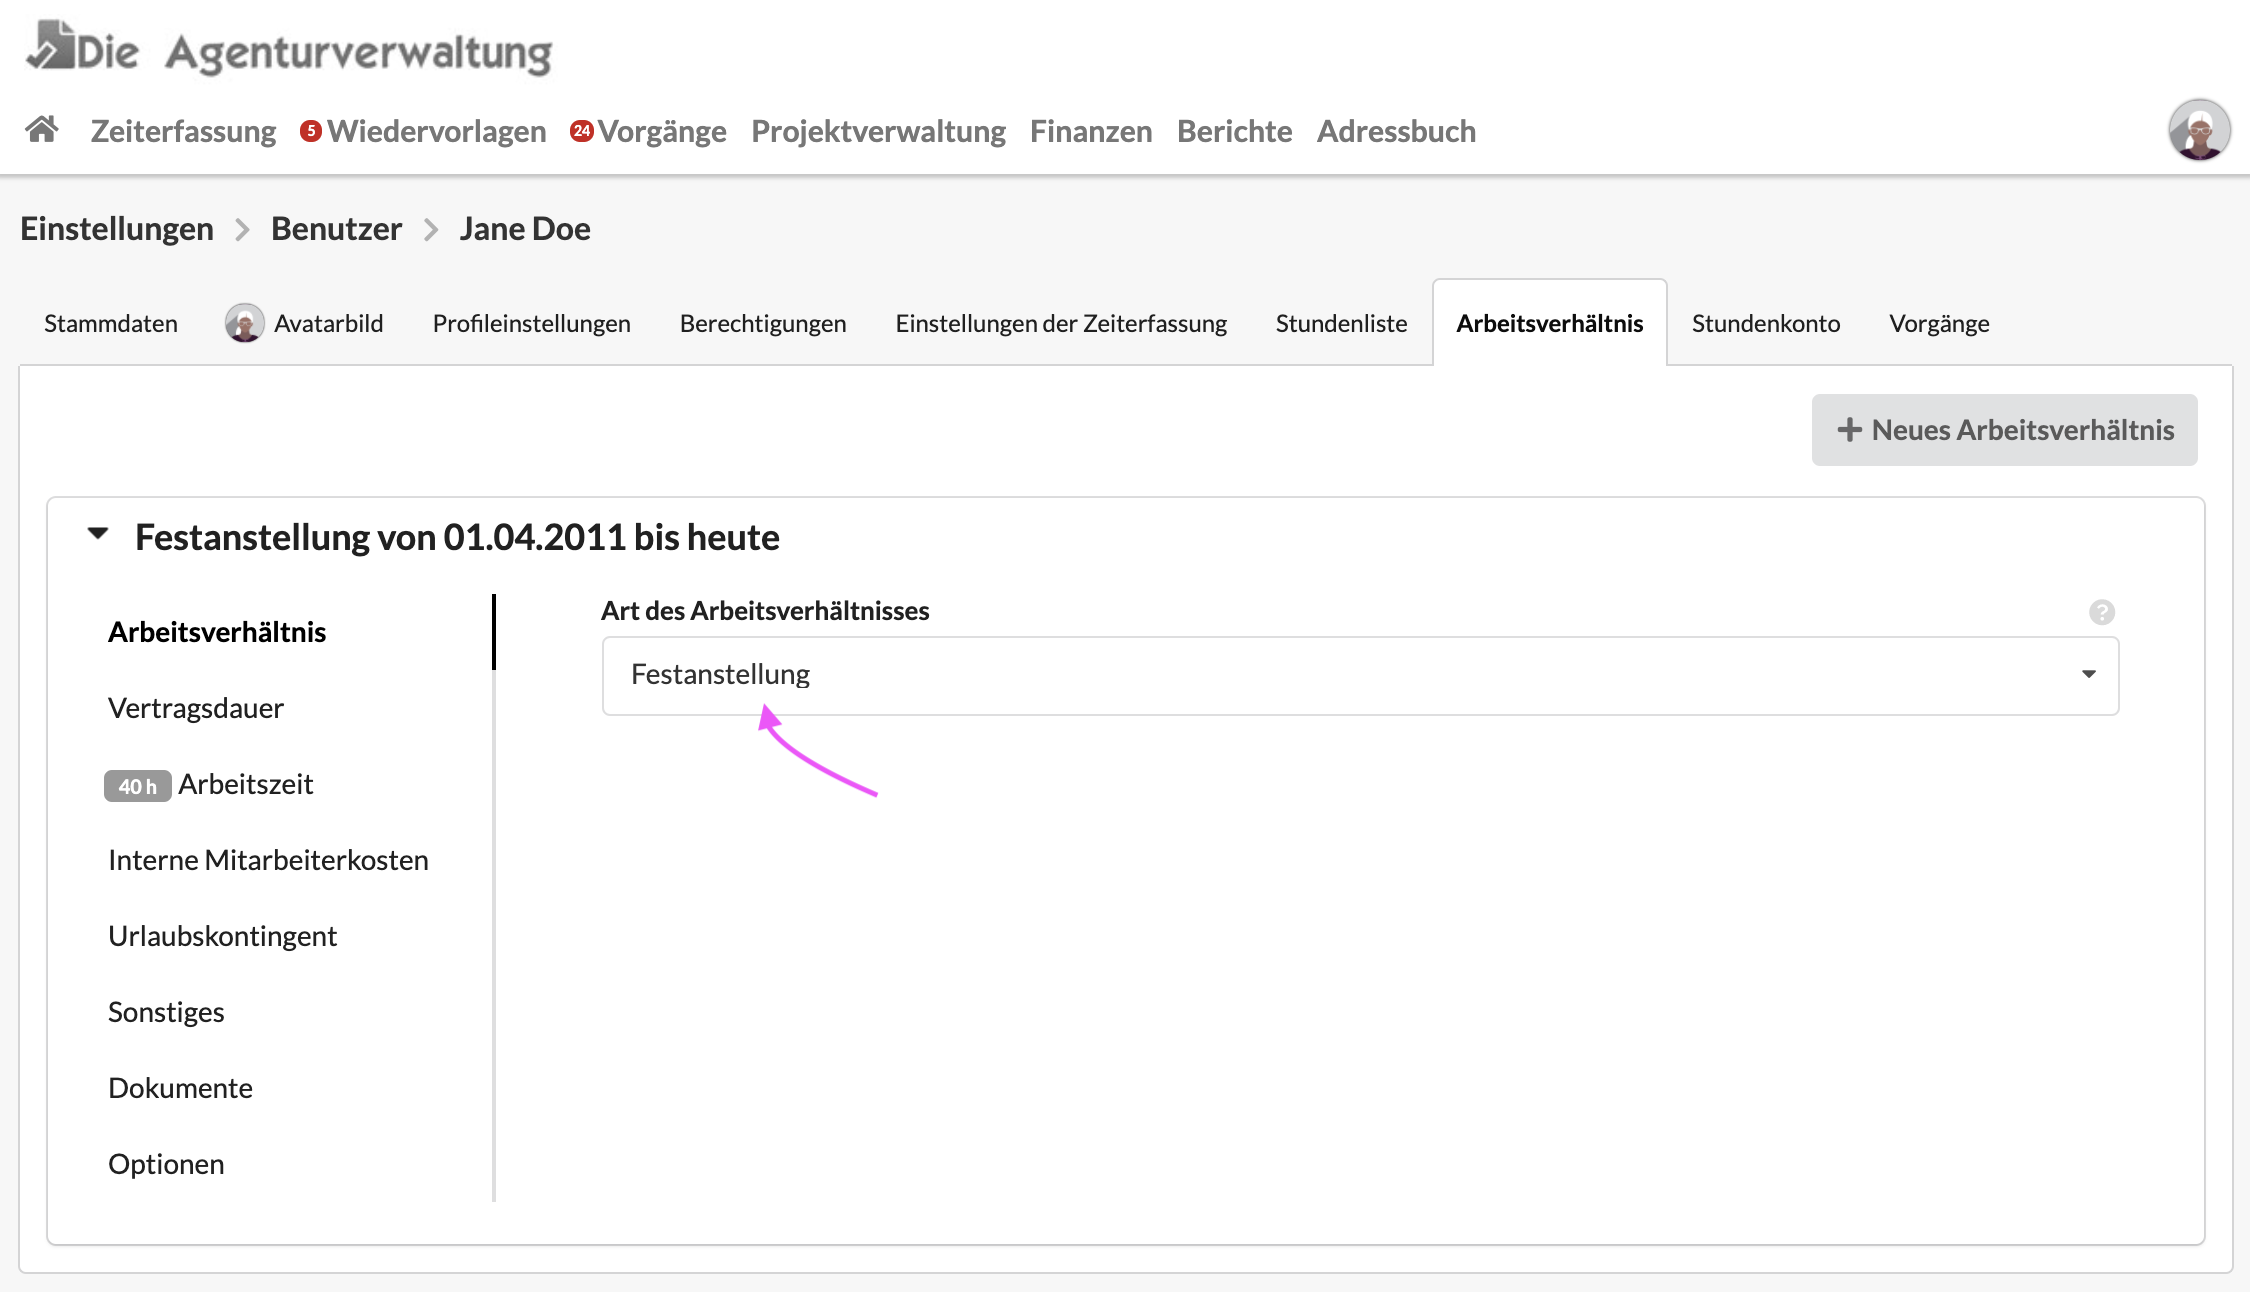 Die Agenturverwaltung
Zeiterfassung 5 Wiedervorlagen 24 Vorgänge Projektverwaltung Finanzen Berichte Adressbuch
Einstellungen > Benutzer > Jane Doe
Stammdaten Avatarbild Profileinstellungen Berechtigungen Einstellungen der Zeiterfassung Stundenliste Arbeitsverhältnis Stundenkonto Vorgänge
+ Neues Arbeitsverhältnis
Festanstellung von 01.04.2011 bis heute
Arbeitsverhältnis
Vertragsdauer
40 h Arbeitszeit
Interne Mitarbeiterkosten
Urlaubskontingent
Sonstiges
Dokumente
Optionen
Art des Arbeitsverhältnisses ?
Festanstellung